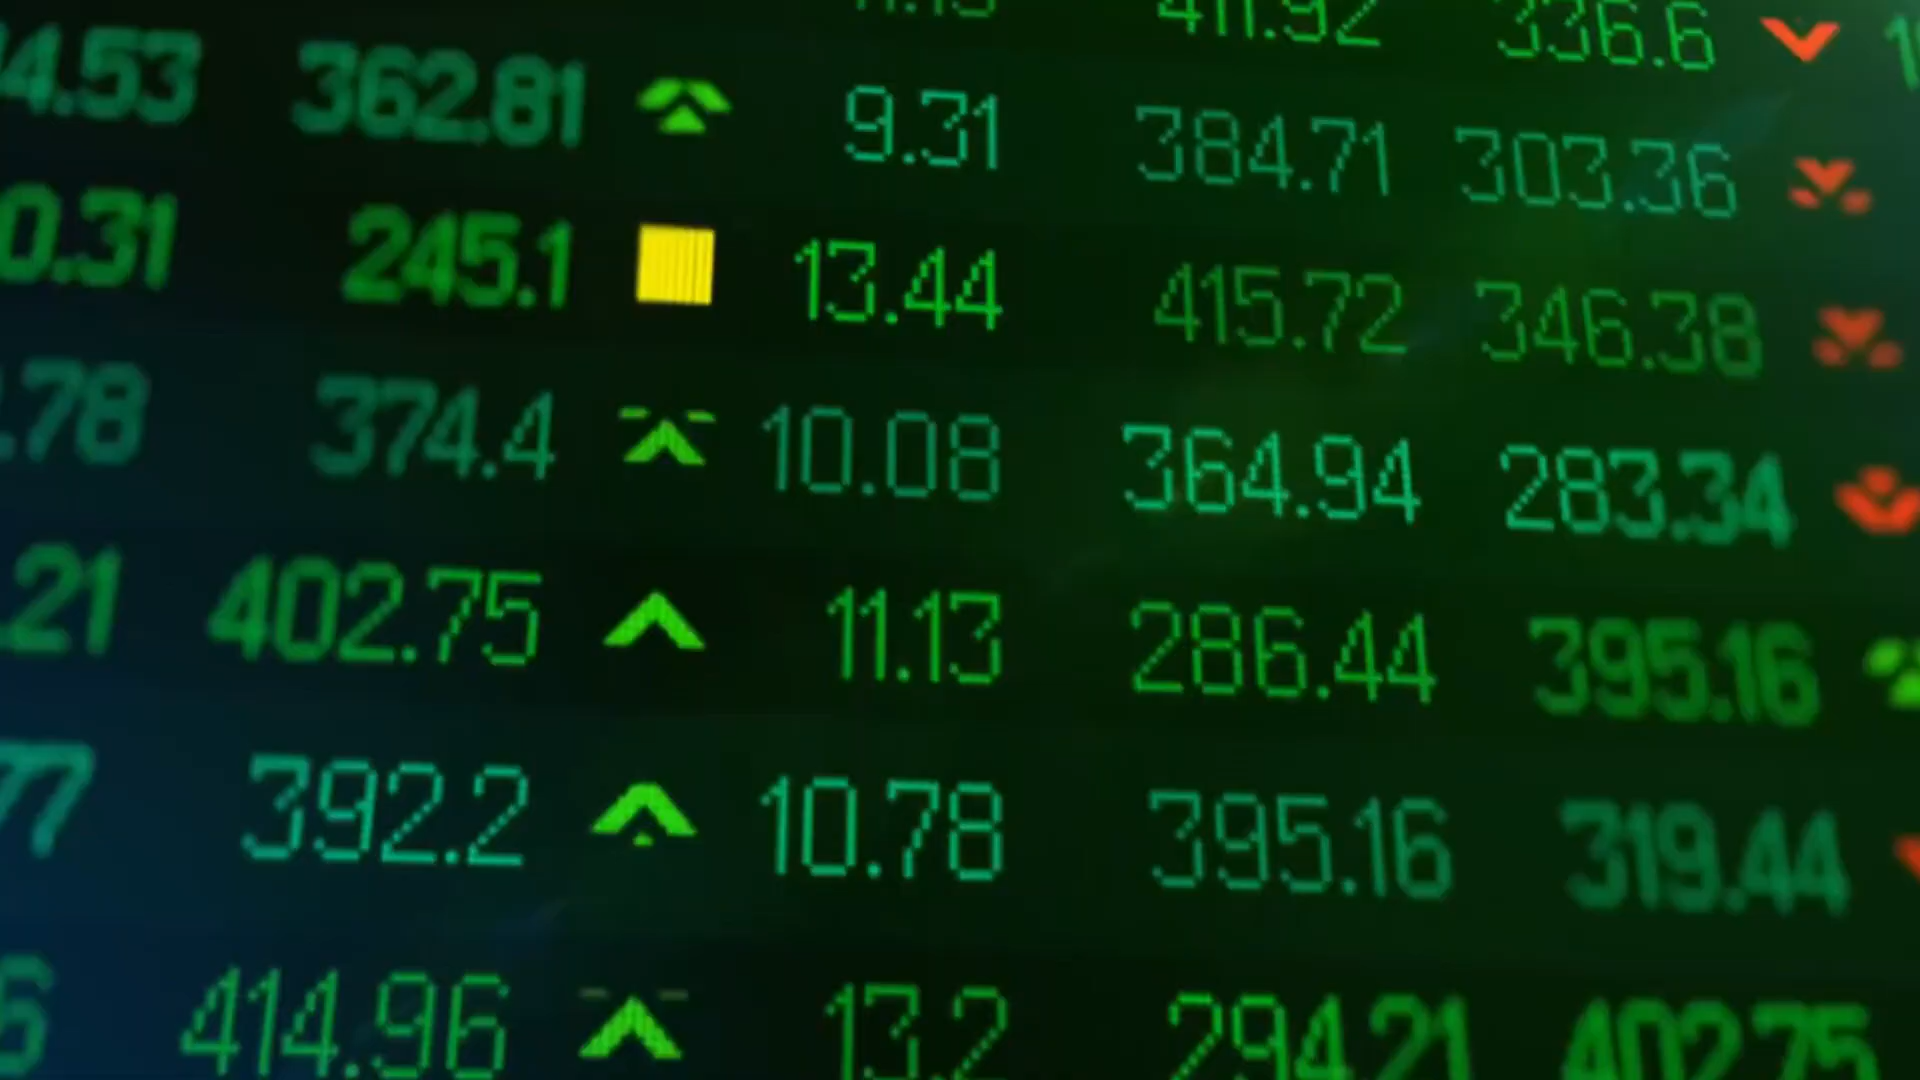 411.92 336.6
4.53 362.81 9.31 384.71 303.36
0.31 245.1 13.44 415.72 346.38
.78 374.4 10.08 364.94 283.34
.21 402.75 11.13 286.44 395.16
77 392.2 10.78 395.16 319.44
6 414.96 13.2 294.21 402.75